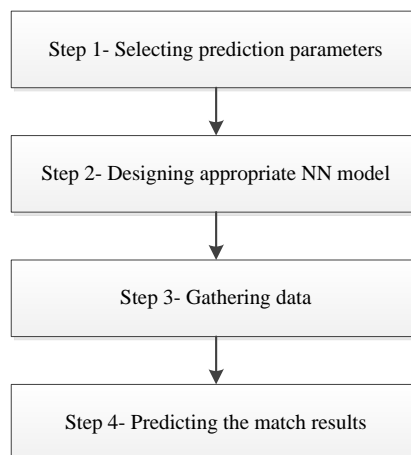 Step 1- Selecting prediction parameters
Step 2- Designing appropriate NN model
Step 3- Gathering data
Step 4- Predicting the match results